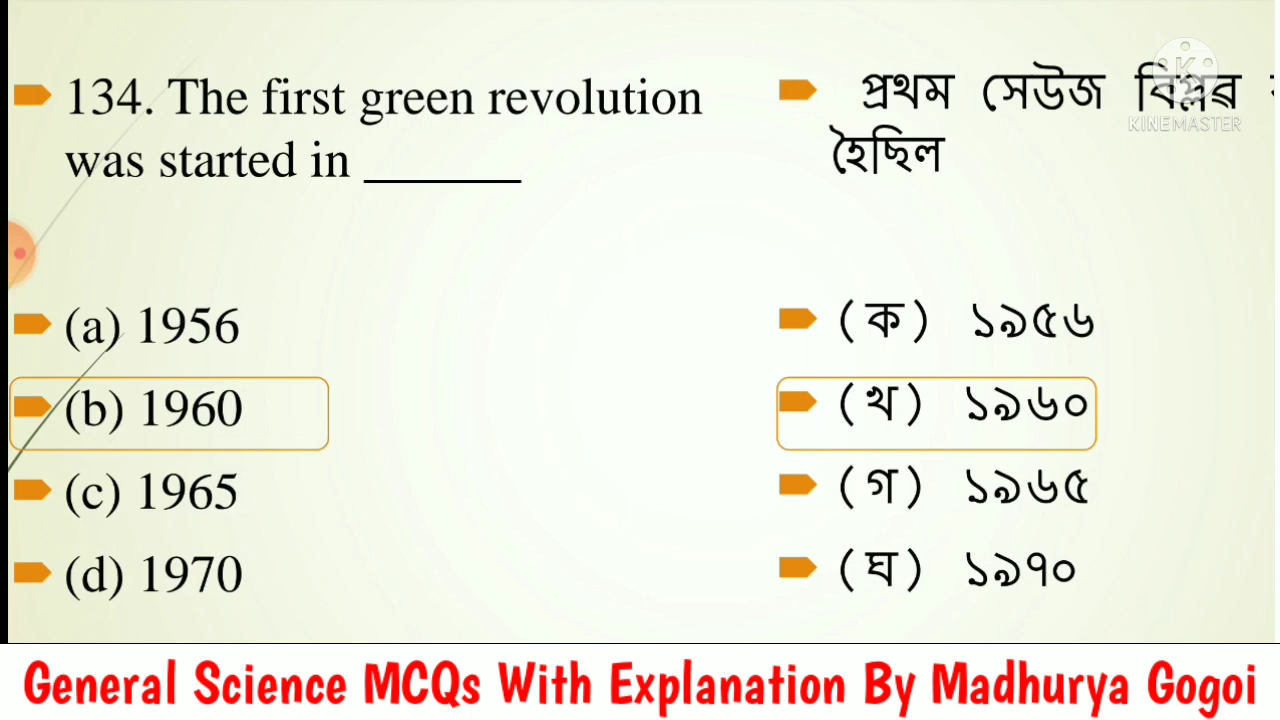 134. The first green revolution
was started in ______
(a) 1956
(b) 1960
(c) 1965
(d) 1970
প্ৰথম সেউজ বিপ্লৱ
হৈছিল
(ক) ১৯৫৬
(খ) ১৯৬০
(গ) ১৯৬৫
(ঘ) ১৯৭০
KINEMASTER
General Science MCQs With Explanation By Madhurya Gogoi